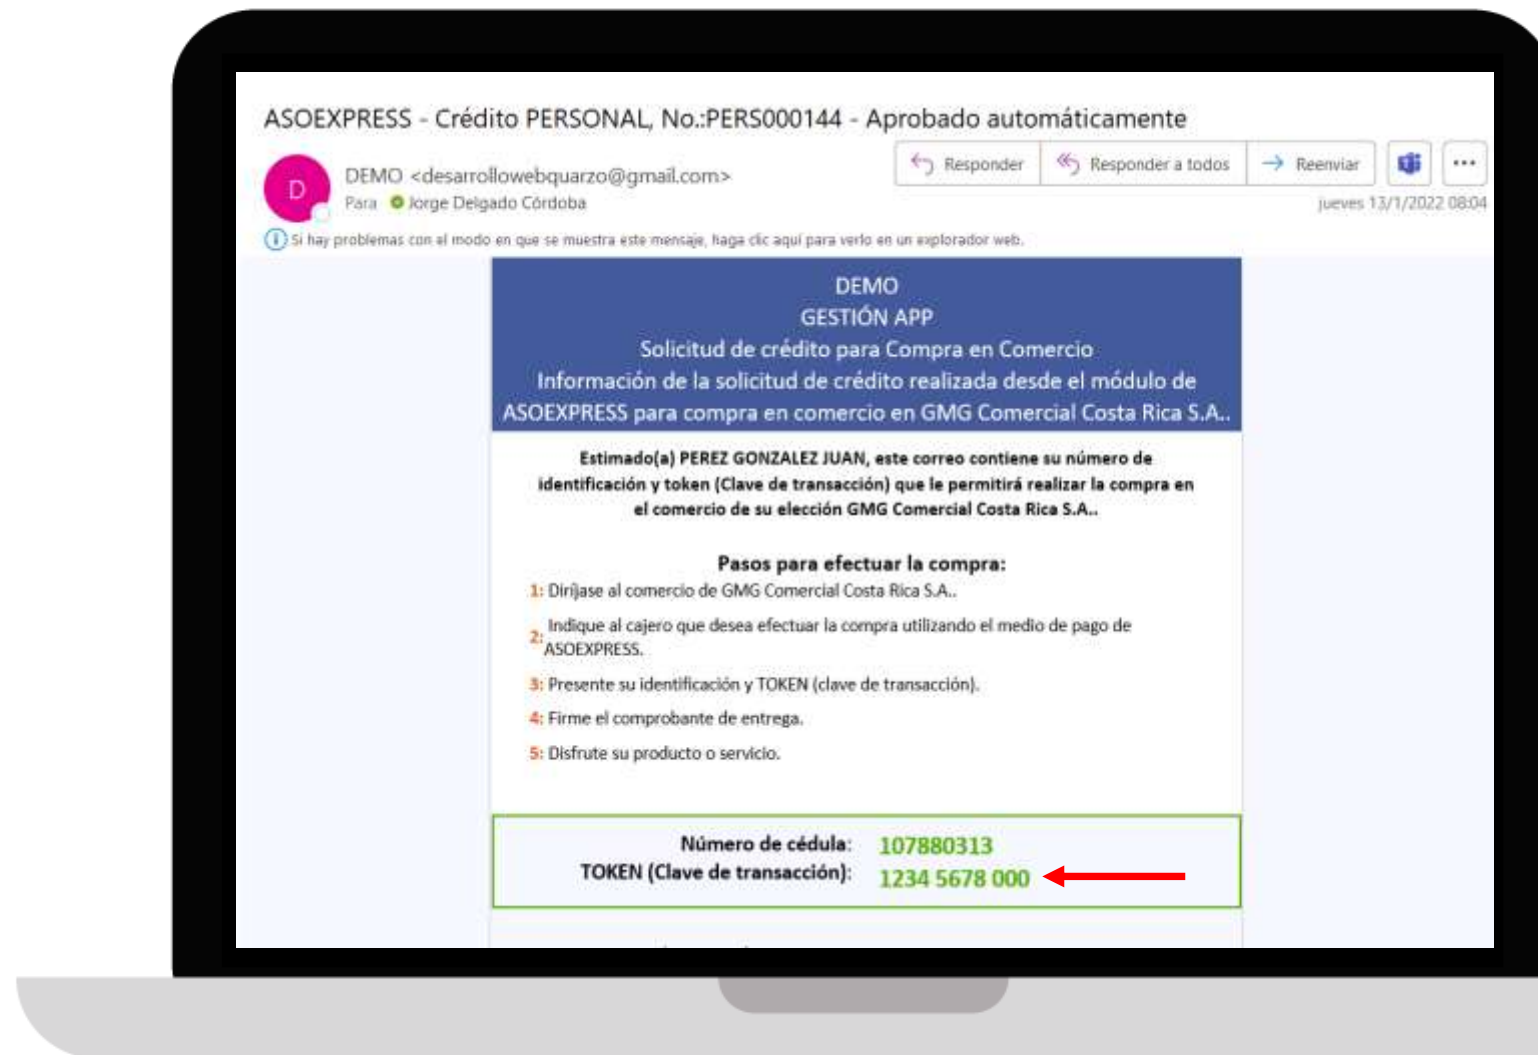 ASOEXPRESS - Crédito PERSONAL, No.:PERS000144 - Aprobado automáticamente
D
DEMO <desarrollowebquarzo@gmail.com>
Responder
Responder a todos
Reenviar
Para Jorge Delgado Córdoba
jueves 13/1/2022 08:04
Si hay problemas con el modo en que se muestra este mensaje, haga clic aquí para verlo en un explorador web.
DEMO
GESTIÓN APP
Solicitud de crédito para Compra en Comercio
Información de la solicitud de crédito realizada desde el módulo de
ASOEXPRESS para compra en comercio en GMG Comercial Costa Rica S.A..
Estimado(a) PEREZ GONZALEZ JUAN, este correo contiene su número de
identificación y token (Clave de transacción) que le permitirá realizar la compra en
el comercio de su elección GMG Comercial Costa Rica S.A..
Pasos para efectuar la compra:
1: Diríjase al comercio de GMG Comercial Costa Rica S.A..
2: Indique al cajero que desea efectuar la compra utilizando el medio de pago de
ASOEXPRESS.
3: Presente su identificación y TOKEN (clave de transacción).
4: Firme el comprobante de entrega.
5: Disfrute su producto o servicio.
Número de cédula: 107880313
TOKEN (Clave de transacción): 1234 5678 000